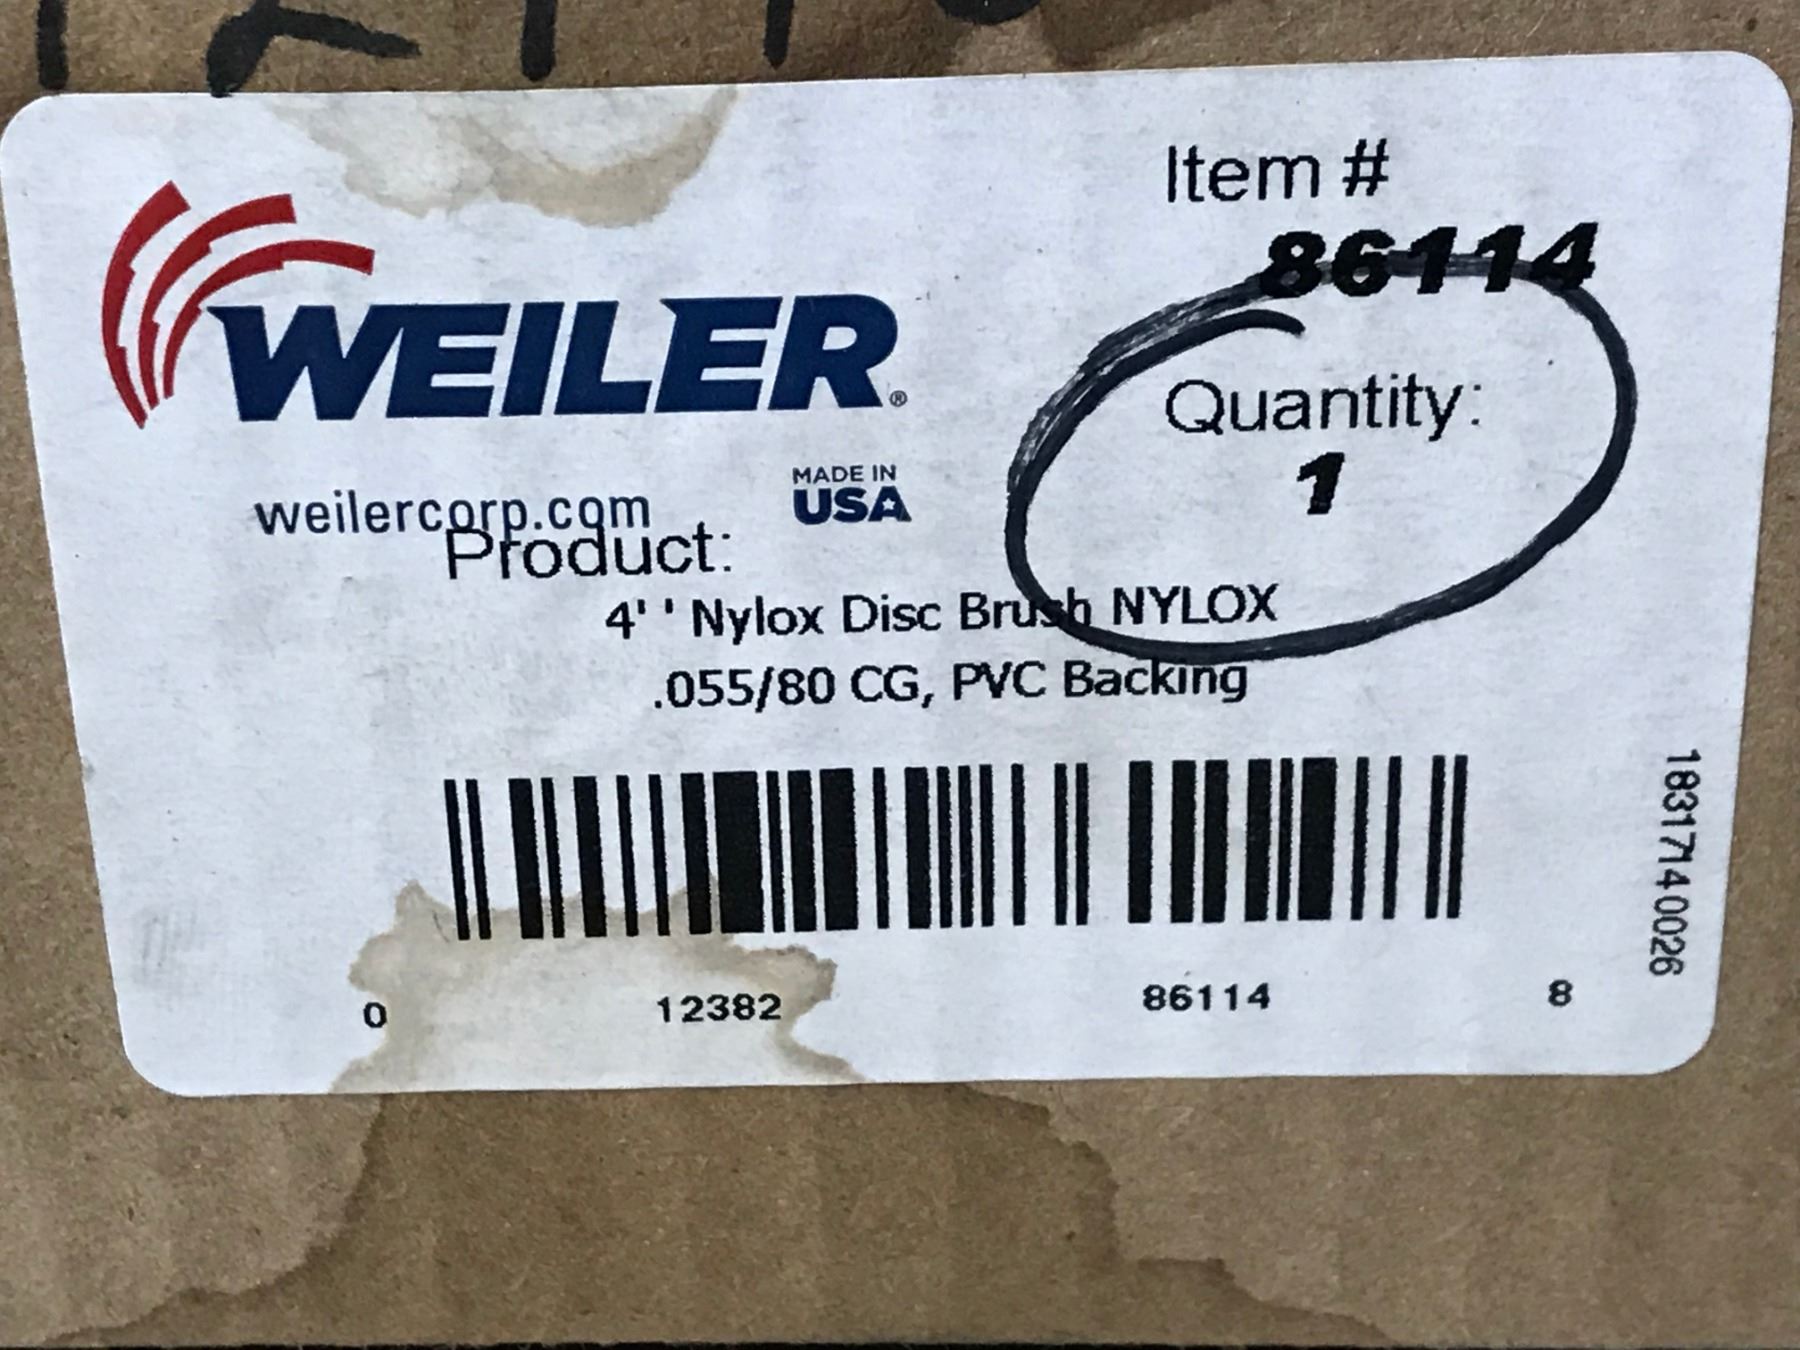 WEILER®
Item #
86114
Quantity:
1
MADE IN
USA
weilercorp.com
Product:
4'' Nylox Disc Brush NYLOX
.055/80 CG, PVC Backing
0 12382 86114 8
1831714 0026